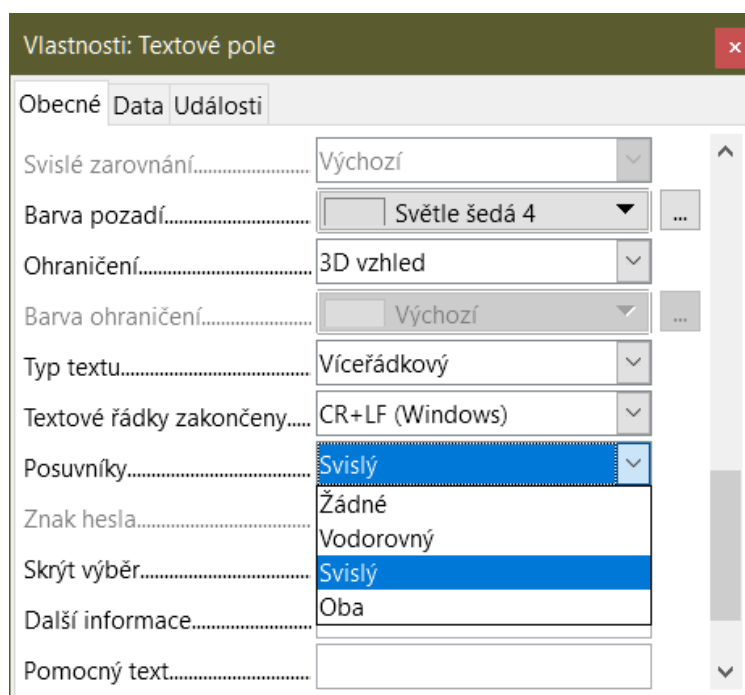 Vlastnosti: Textové pole
Obecné Data Události
Svislé zarovnání........................ Výchozí
Barva pozadí.............................. Světle šedá 4 ...
Ohraničení.................................. 3D vzhled
Barva ohraničení...................... Výchozí ...
Typ textu..................................... Víceřádkový
Textové řádky zakončeny..... CR+LF (Windows)
Posuvníky.................................... Svislý
Žádné
Znak hesla..................................
Vodorovný
Skrýt výběr.................................. Svislý
Oba
Další informace.........................
Pomocný text.............................